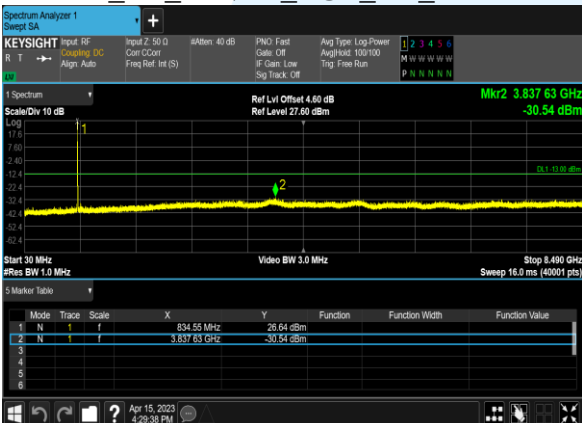 Spectrum Analyzer 1
Swept SA
KEYSIGHT Input: RF Input Z: 50 Ω #Atten: 40 dB PNO: Fast Avg Type: Log-Power 1 2 3 4 5 6
R T Coupling: DC Corr CCorr Gate: Off Avg|Hold: 100/100 M W W W W W
Align: Auto Freq Ref: Int (S) IF Gain: Low Trig: Free Run
LV Sig Track: Off P N N N N N
1 Spectrum Ref Lvl Offset 4.60 dB Mkr2 3.837 63 GHz
Scale/Div 10 dB Ref Level 27.60 dBm -30.54 dBm
Log
17.6 1
7.60
-2.40
-12.4 DL1 -13.00 dBm
-22.4 2
-32.4
-42.4
-52.4
-62.4
Start 30 MHz Video BW 3.0 MHz Stop 8.490 GHz
#Res BW 1.0 MHz Sweep 16.0 ms (40001 pts)
5 Marker Table
Mode Trace Scale X Y Function Function Width Function Value
1 N 1 f 834.55 MHz 26.64 dBm
2 N 1 f 3.837 63 GHz -30.54 dBm
3
4
5
6
? Apr 15, 2023
4:29:38 PM